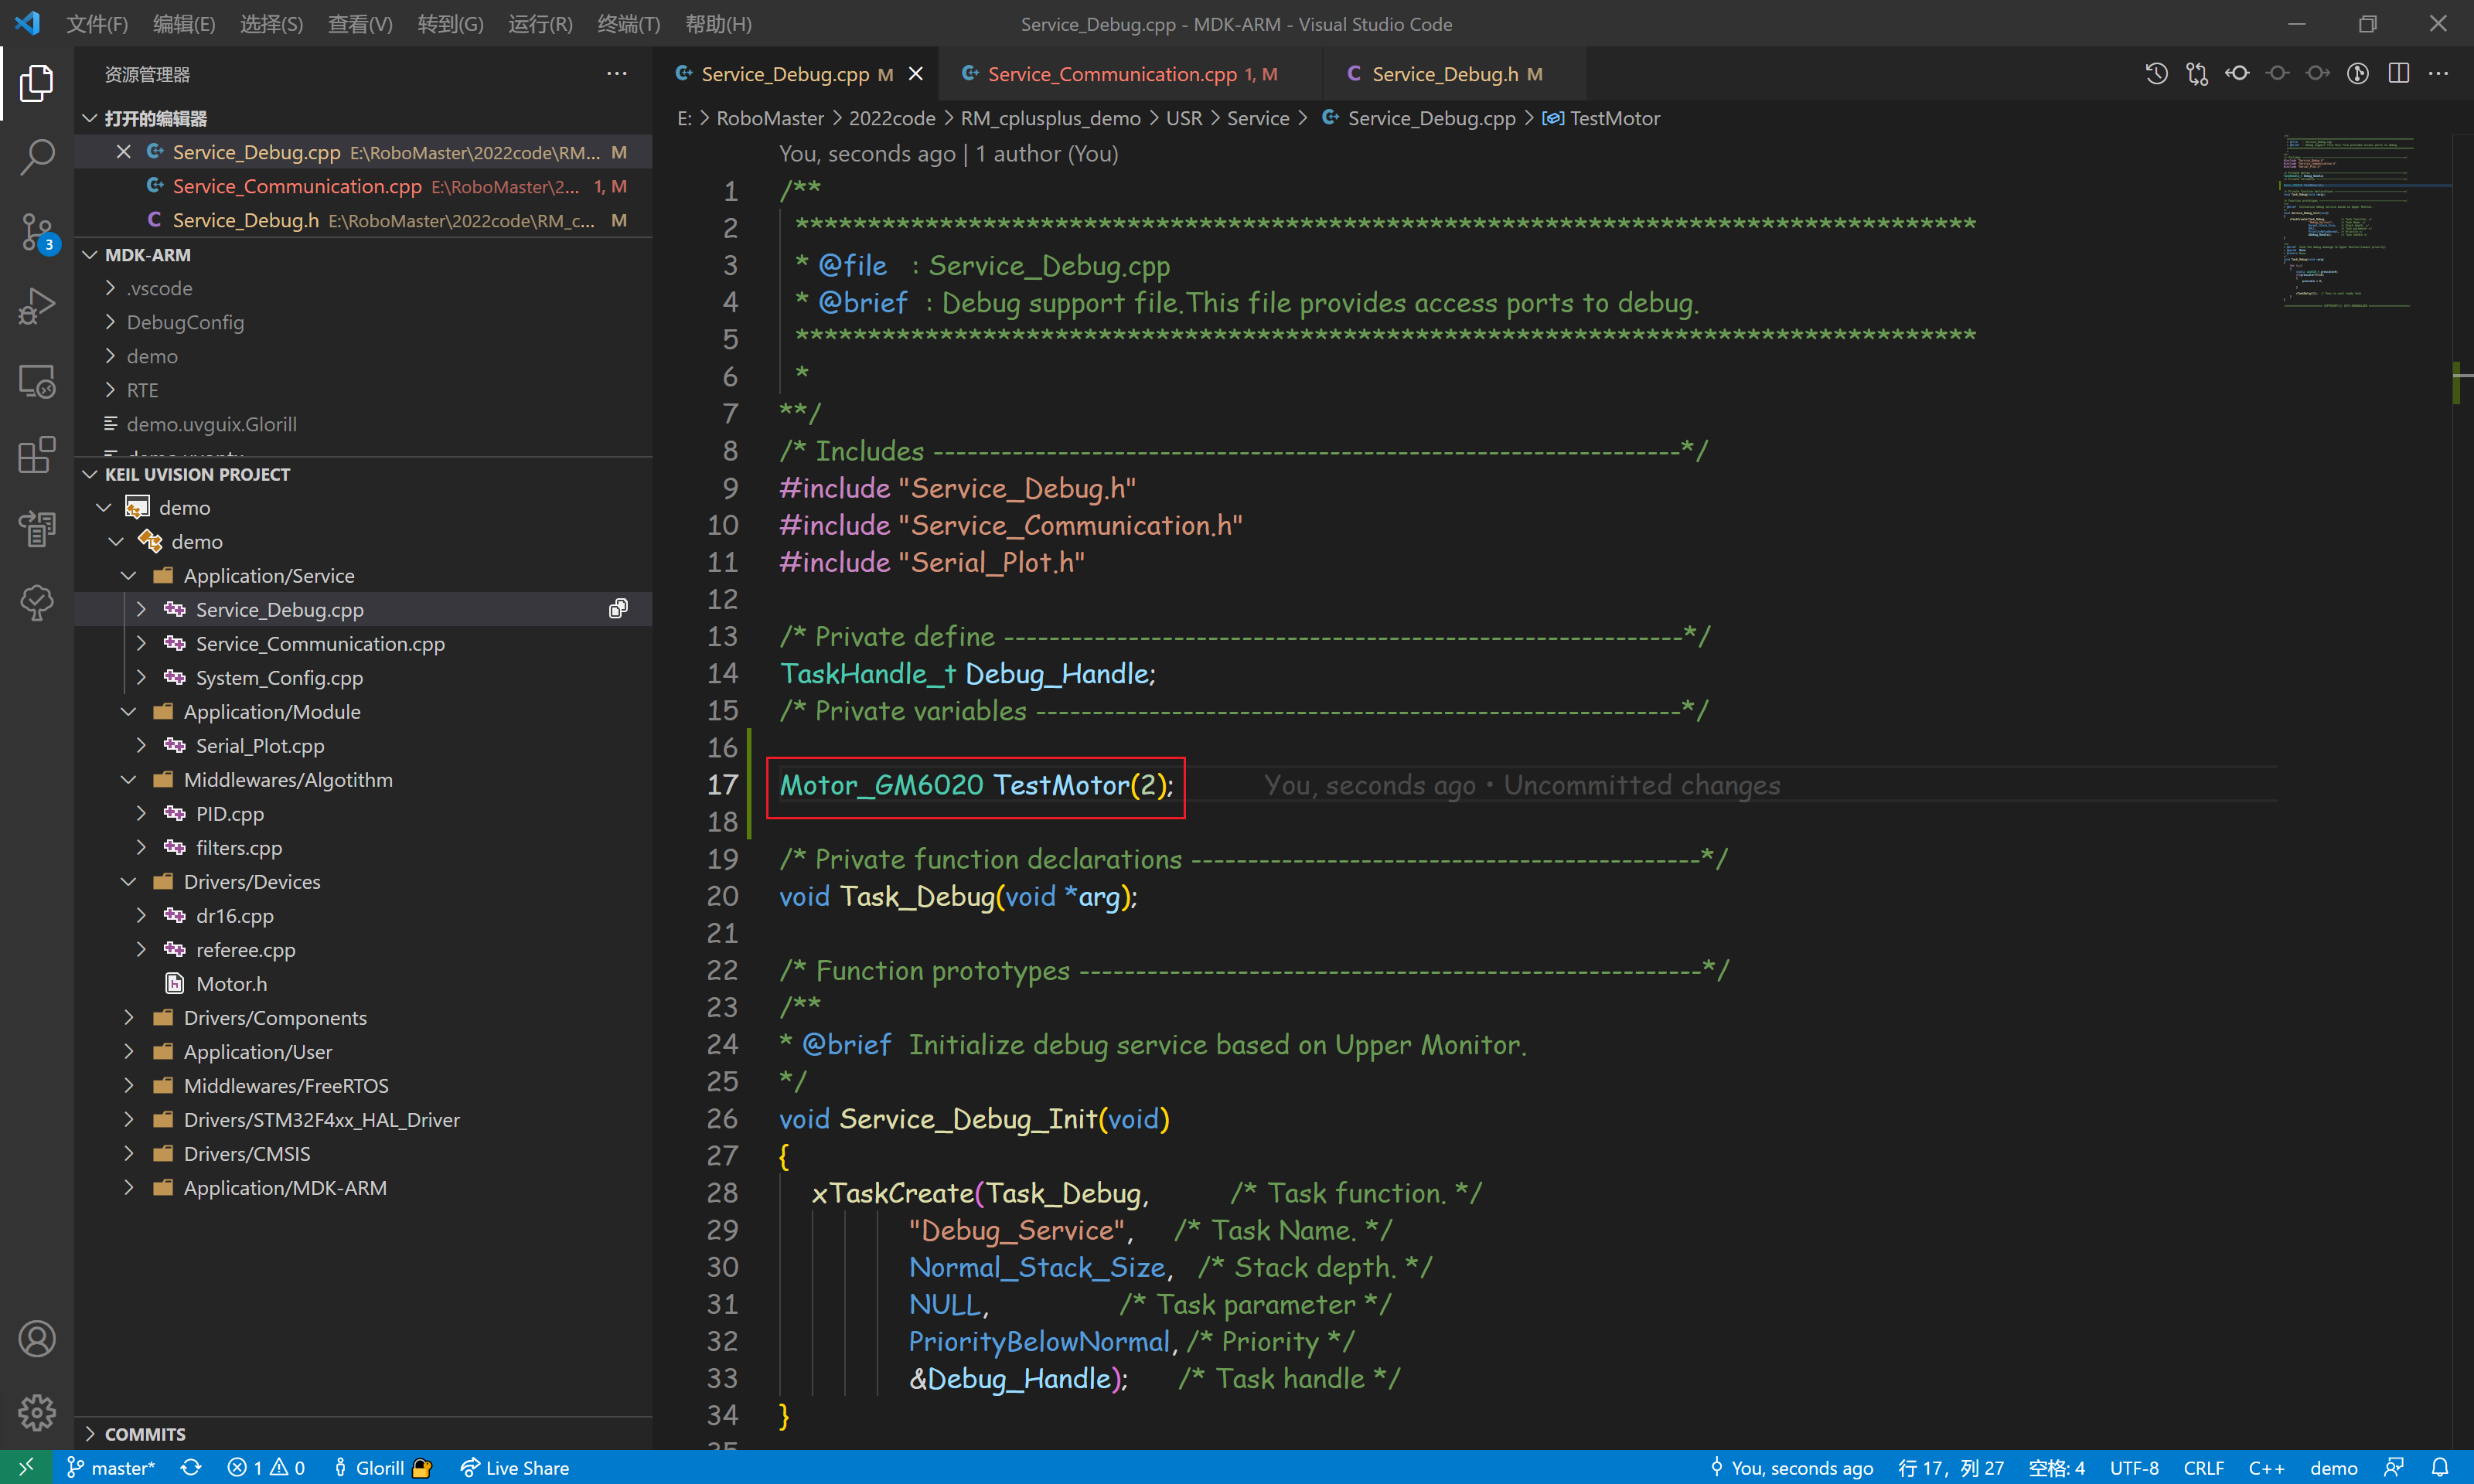 文件(F) 编辑(E) 选择(S) 查看(V) 转到(G) 运行(R) 终端(T) 帮助(H) Service_Debug.cpp - MDK-ARM - Visual Studio Code
资源管理器
打开的编辑器
Service_Debug.cpp E:\RoboMaster\2022code\RM... M
Service_Communication.cpp E:\RoboMaster\2... 1, M
Service_Debug.h E:\RoboMaster\2022code\RM_c... M
MDK-ARM
.vscode
DebugConfig
demo
RTE
demo.uvguix.Glorill
KEIL UVISION PROJECT
demo
demo
Application/Service
Service_Debug.cpp
Service_Communication.cpp
System_Config.cpp
Application/Module
Serial_Plot.cpp
Middlewares/Algotithm
PID.cpp
filters.cpp
Drivers/Devices
dr16.cpp
referee.cpp
Motor.h
Drivers/Components
Application/User
Middlewares/FreeRTOS
Drivers/STM32F4xx_HAL_Driver
Drivers/CMSIS
Application/MDK-ARM
COMMITS
3
Service_Debug.cpp M Service_Communication.cpp 1, M Service_Debug.h M
E: > RoboMaster > 2022code > RM_cplusplus_demo > USR > Service > Service_Debug.cpp > TestMotor
You, seconds ago | 1 author (You)
1 /**
2 ******************************************************************************
3 * @file : Service_Debug.cpp
4 * @brief : Debug support file.This file provides access ports to debug.
5 ******************************************************************************
6 *
7 **/
8 /* Includes ------------------------------------------------------------------*/
9 #include "Service_Debug.h"
10 #include "Service_Communication.h"
11 #include "Serial_Plot.h"
12
13 /* Private define ------------------------------------------------------------*/
14 TaskHandle_t Debug_Handle;
15 /* Private variables ---------------------------------------------------------*/
16
17 Motor_GM6020 TestMotor(2); You, seconds ago • Uncommitted changes
18
19 /* Private function declarations ---------------------------------------------*/
20 void Task_Debug(void *arg);
21
22 /* Function prototypes -------------------------------------------------------*/
23 /**
24 * @brief Initialize debug service based on Upper Monitor.
25 */
26 void Service_Debug_Init(void)
27 {
28 xTaskCreate(Task_Debug, /* Task function. */
29 "Debug_Service", /* Task Name. */
30 Normal_Stack_Size, /* Stack depth. */
31 NULL, /* Task parameter */
32 PriorityBelowNormal, /* Priority */
33 &Debug_Handle); /* Task handle */
34 }
master* 1 0 Glorill Live Share You, seconds ago 行 17，列 27 空格: 4 UTF-8 CRLF C++ demo